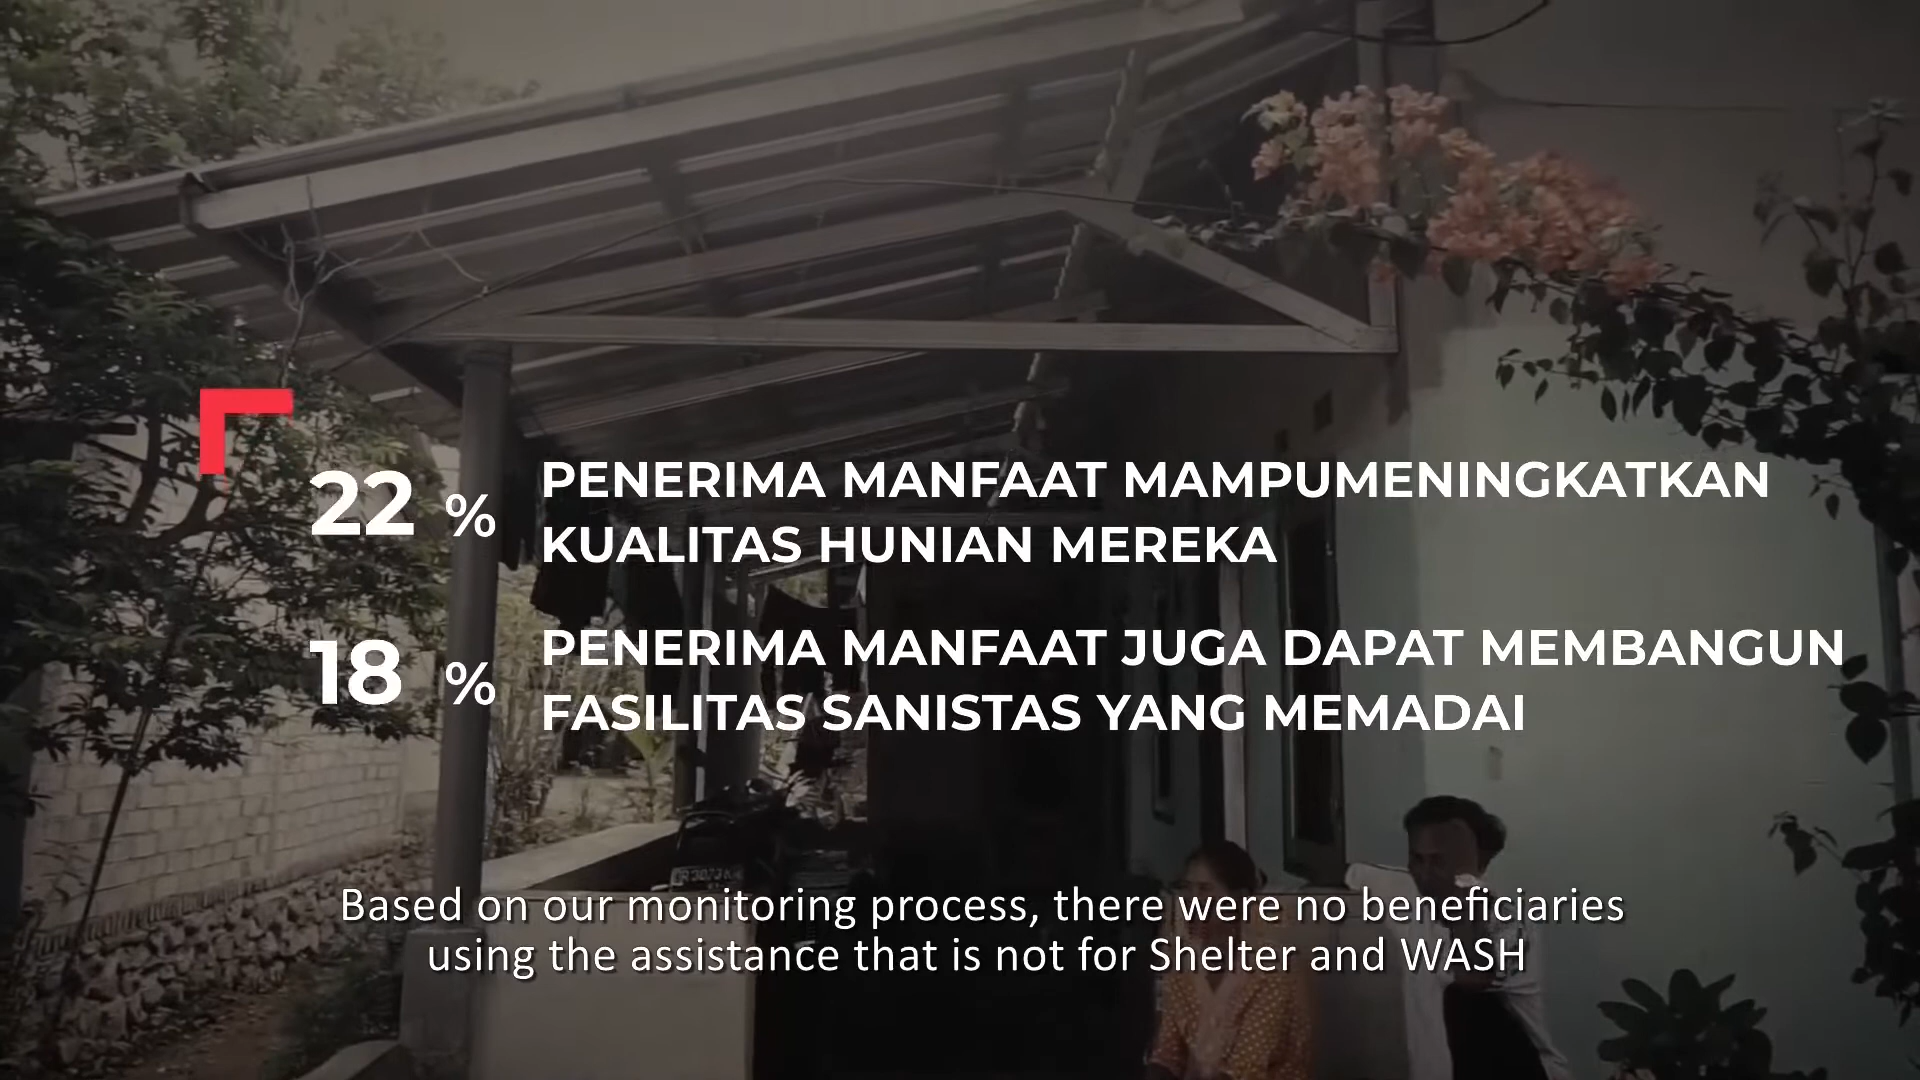 22 %
PENERIMA MANFAAT MAMPUMENINGKATKAN
KUALITAS HUNIAN MEREKA
18 %
PENERIMA MANFAAT JUGA DAPAT MEMBANGUN
FASILITAS SANISTAS YANG MEMADAI
Based on our monitoring process, there were no beneficiaries
using the assistance that is not for Shelter and WASH